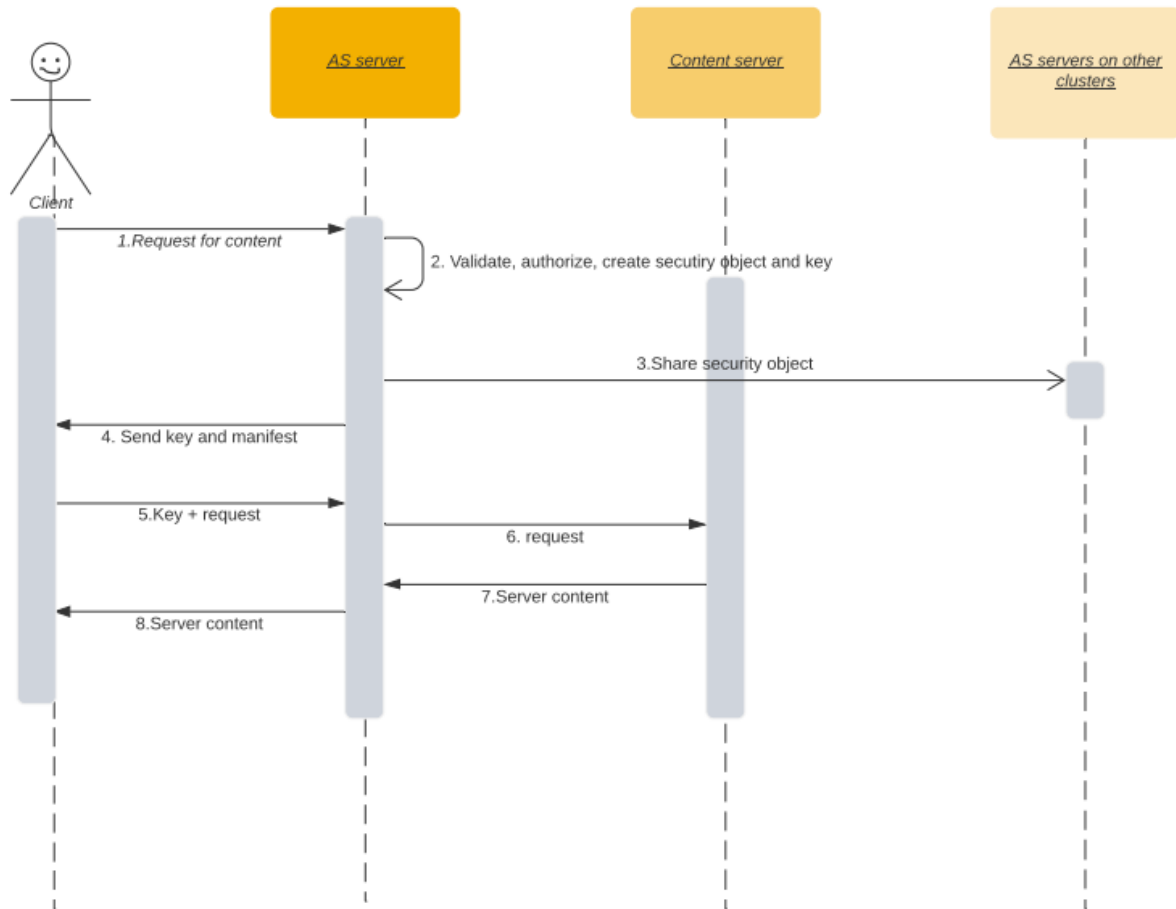 AS server
Content server
AS servers on other
clusters
Client
1.Request for content
2. Validate, authorize, create secutiry object and key
3.Share security object
4. Send key and manifest
5.Key + request
6. request
7.Server content
8.Server content